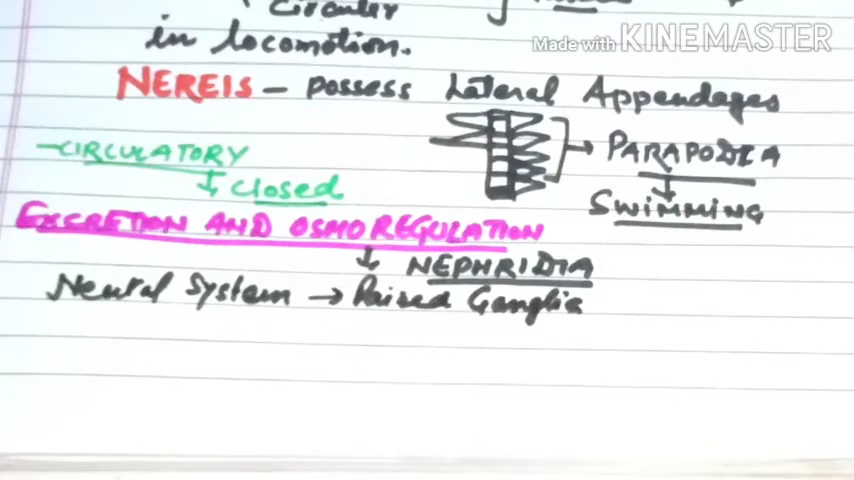 Circular
in locomotion.
Made with KINEMASTER
NEREIS - Possess Lateral Appendages
-CIRCULATORY
→ PARAPODIA
↓ Closed
↓
SWIMMING
EXCRETION AND OSMOREGULATION
↓ NEPHRIDIA
Neural System → Paired Ganglia